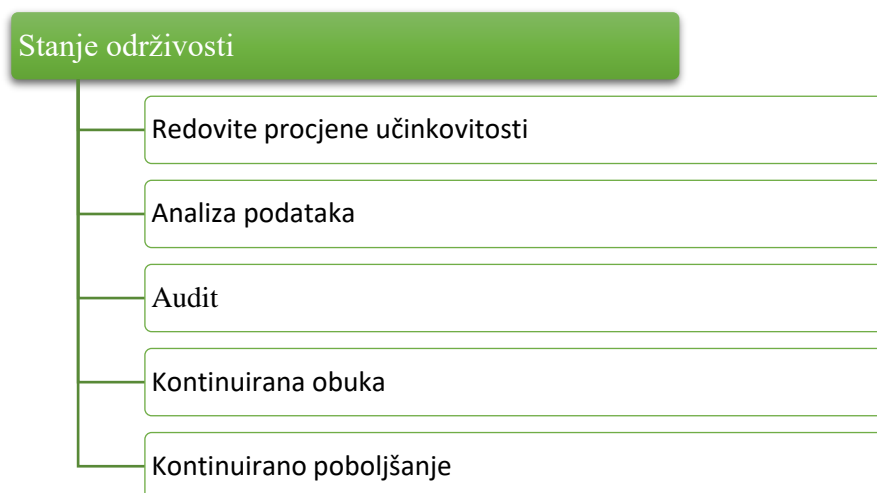 Stanje održivosti
Redovite procjene učinkovitosti
Analiza podataka
Audit
Kontinuirana obuka
Kontinuirano poboljšanje